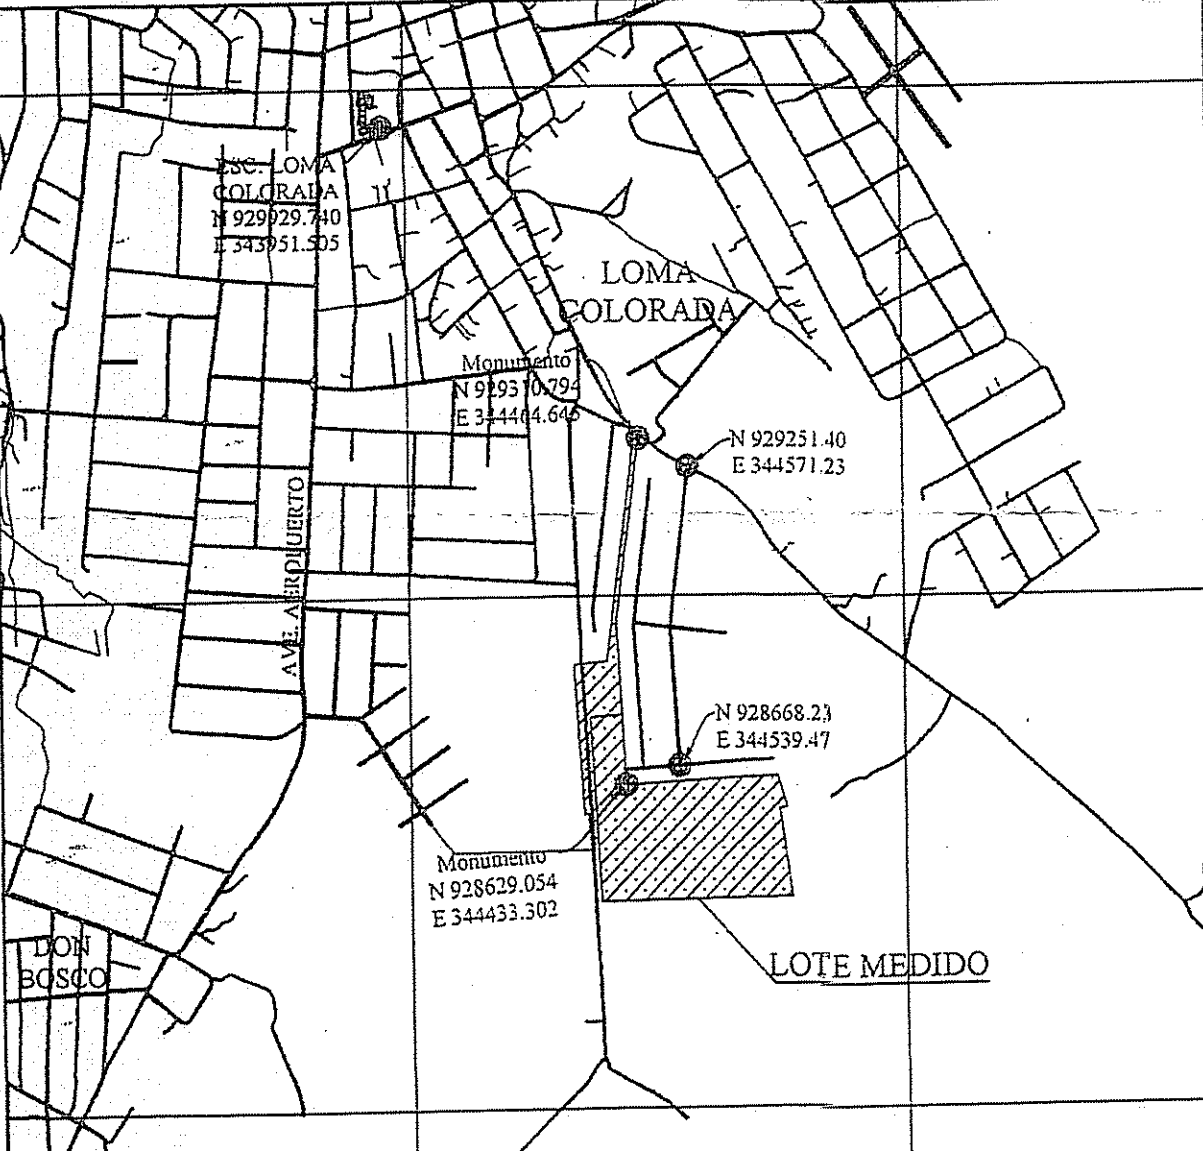 ESC. LOMA
COLORADA
N 929929.740
E 343951.505
LOMA
COLORADA
Monumento
N 929310.794
E 344464.645
N 929251.40
E 344571.23
AVE. AEROPUERTO
N 928668.23
E 344539.47
Monumento
N 928629.054
E 344433.302
DON
BOSCO
LOTE MEDIDO